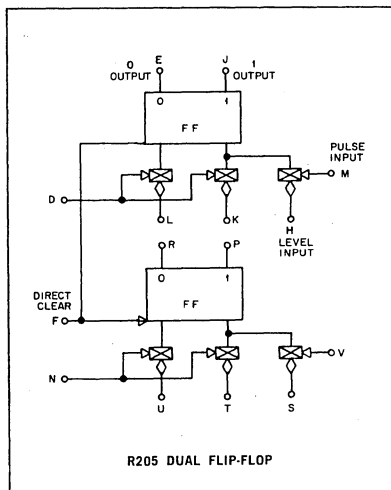 E J
0 OUTPUT 1 OUTPUT
0 1
FF
PULSE INPUT
M
D
L K H
LEVEL INPUT
R P
0 1
FF
DIRECT CLEAR
F
V
N
U T S
R205 DUAL FLIP-FLOP